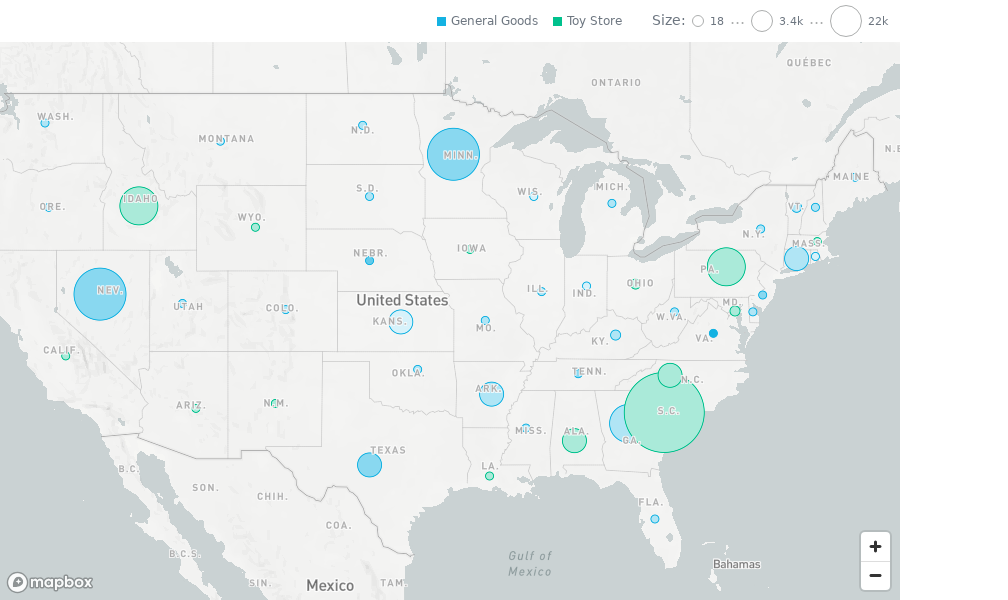 General Goods Toy Store Size: 18 ··· 3.4k ··· 22k
QUÉBEC
ONTARIO
WASH.
N.D.
MONTANA
MINN.
MAINE
S.D.
MICH.
WIS.
IDAHO
ORE.
WYO.
VT.
N.Y.
MASS.
IOWA
NEBR.
PA.
OHIO
NEV.
ILL.
IND.
United States
UTAH
COLO.
MD.
W.VA.
KANS.
MO.
VA.
KY.
CALIF.
OKLA.
TENN.
N.C.
ARK.
ARIZ.
N.M.
S.C.
MISS.
ALA.
GA.
TEXAS
LA.
B.C.
SON.
CHIH.
FLA.
COA.
B.C.S.
Gulf of
Mexico
Bahamas
SIN.
Mexico
TAM.
mapbox
+
−